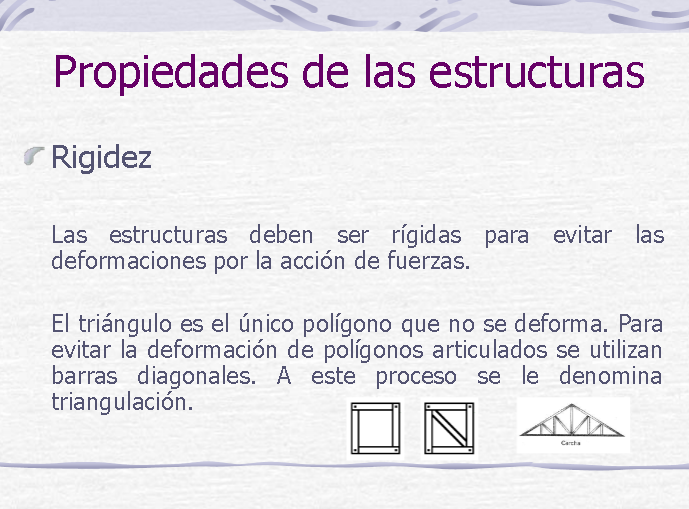 Propiedades de las estructuras
Rigidez
Las estructuras deben ser rígidas para evitar las
deformaciones por la acción de fuerzas.
El triángulo es el único polígono que no se deforma. Para
evitar la deformación de polígonos articulados se utilizan
barras diagonales. A este proceso se le denomina
triangulación.